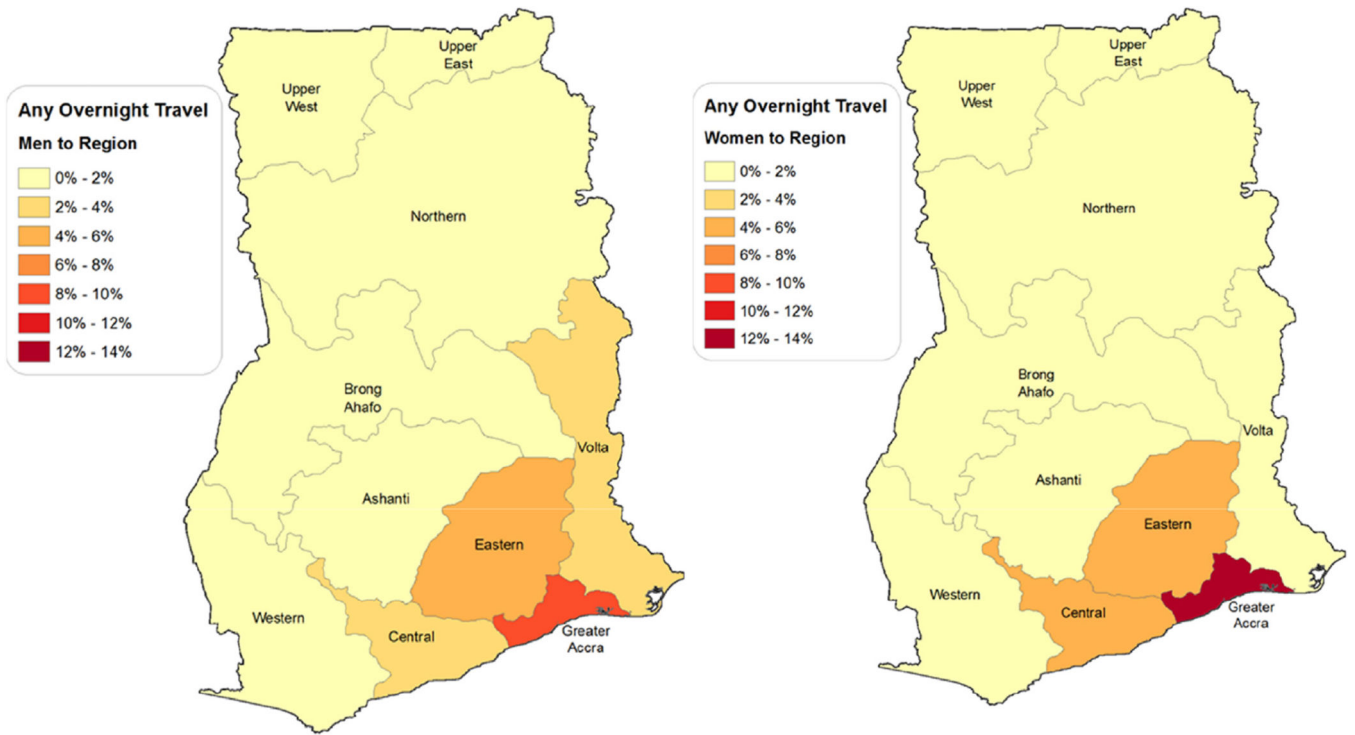 Any Overnight Travel
Men to Region
0% - 2%
2% - 4%
4% - 6%
6% - 8%
8% - 10%
10% - 12%
12% - 14%
Upper
West
Upper
East
Northern
Brong
Ahafo
Volta
Ashanti
Eastern
Western
Central
Greater
Accra
Any Overnight Travel
Women to Region
0% - 2%
2% - 4%
4% - 6%
6% - 8%
8% - 10%
10% - 12%
12% - 14%
Upper
West
Upper
East
Northern
Brong
Ahafo
Volta
Ashanti
Eastern
Western
Central
Greater
Accra